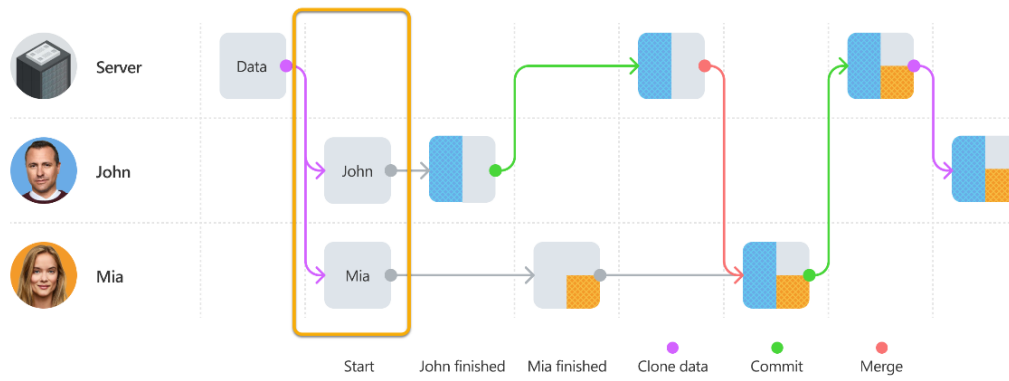 Server
Data
John
John
Mia
Mia
Start
John finished
Mia finished
Clone data
Commit
Merge